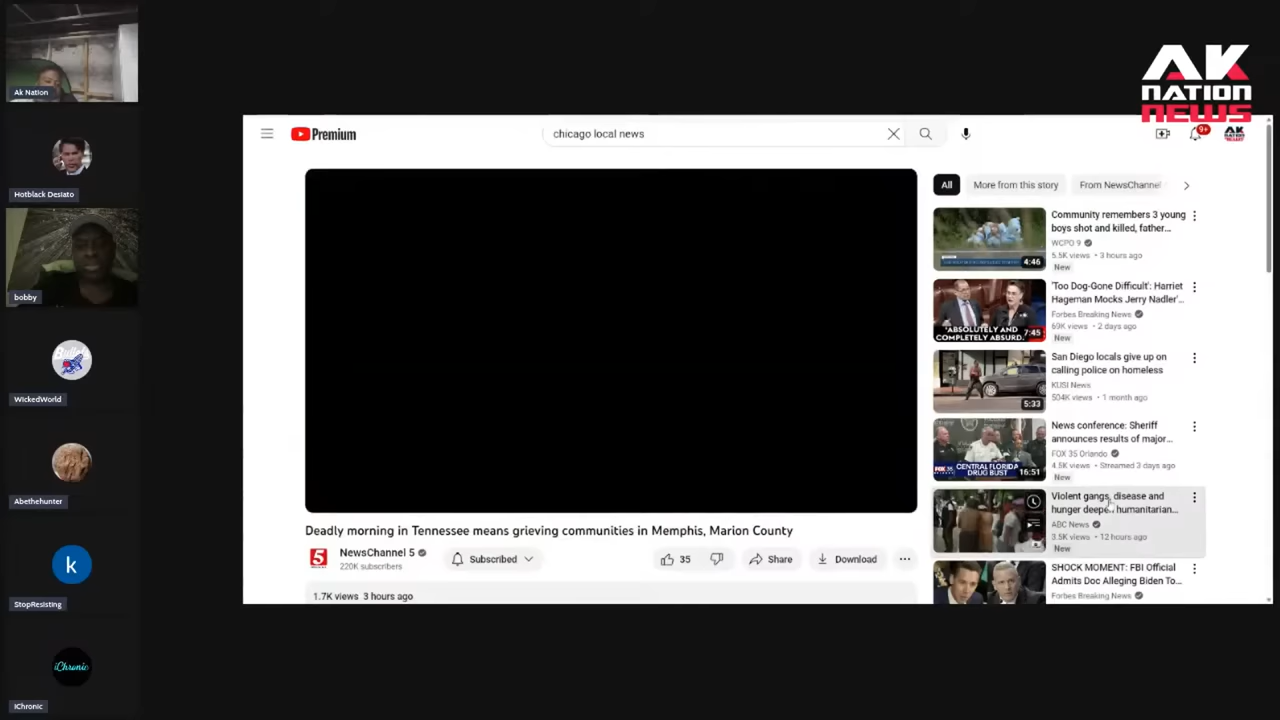 Ak Nation
Hotblack Desiato
bobby
WIckedWorld
Abethehunter
k
StopResisting
iChronic
IChronic
AK
NATION
NEWS
Premium
chicago local news
9+
All
More from this story
From NewsChannel
Community remembers 3 young
boys shot and killed, father...
WCPO 9
5.5K views • 3 hours ago
New
4:46
'Too Dog-Gone Difficult': Harriet
Hageman Mocks Jerry Nadler'...
Forbes Breaking News
69K views • 2 days ago
New
"ABSOLUTELY AND
COMPLETELY ABSURD."
7:45
San Diego locals give up on
calling police on homeless
KUSI News
504K views • 1 month ago
5:33
News conference: Sheriff
announces results of major...
FOX 35 Orlando
4.5K views • Streamed 3 days ago
New
CENTRAL FLORIDA
DRUG BUST
16:51
Violent gangs, disease and
hunger deepen humanitarian...
ABC News
3.5K views • 12 hours ago
New
SHOCK MOMENT: FBI Official
Admits Doc Alleging Biden To...
Forbes Breaking News
Deadly morning in Tennessee means grieving communities in Memphis, Marion County
5
NewsChannel 5
220K subscribers
Subscribed
35
Share
Download
1.7K views 3 hours ago